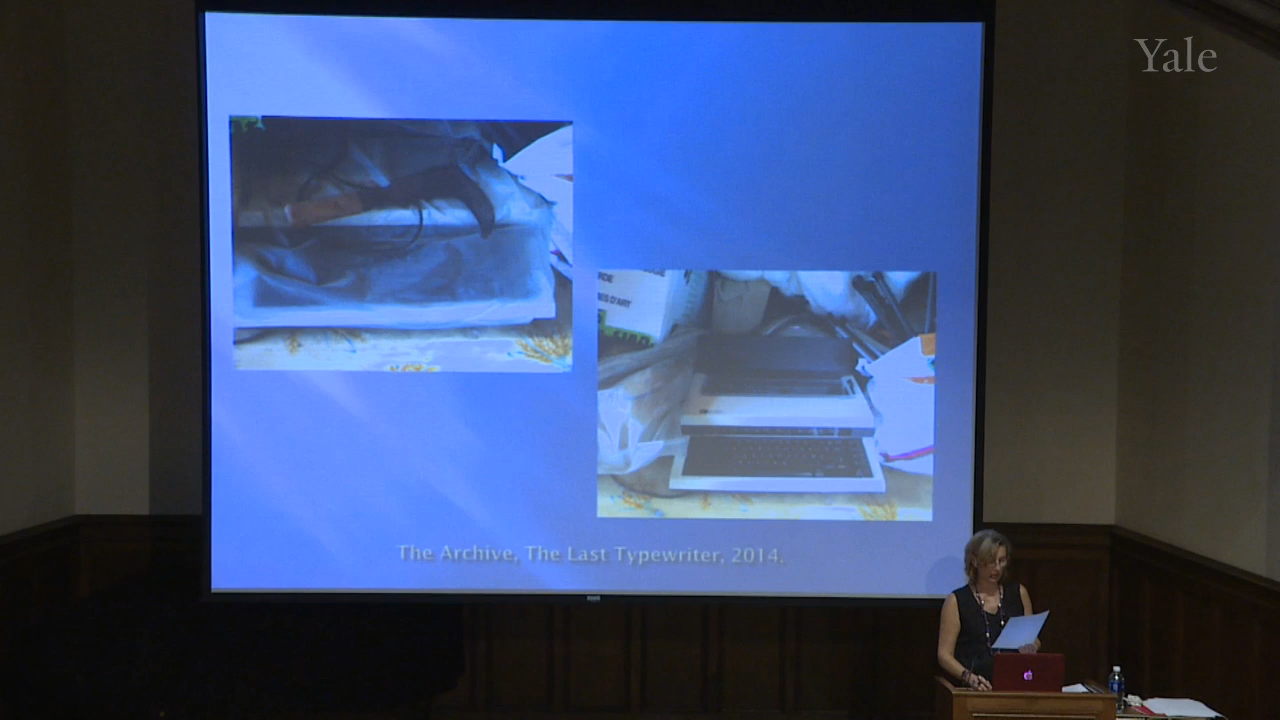 Yale
The Archive, The Last Typewriter, 2014.